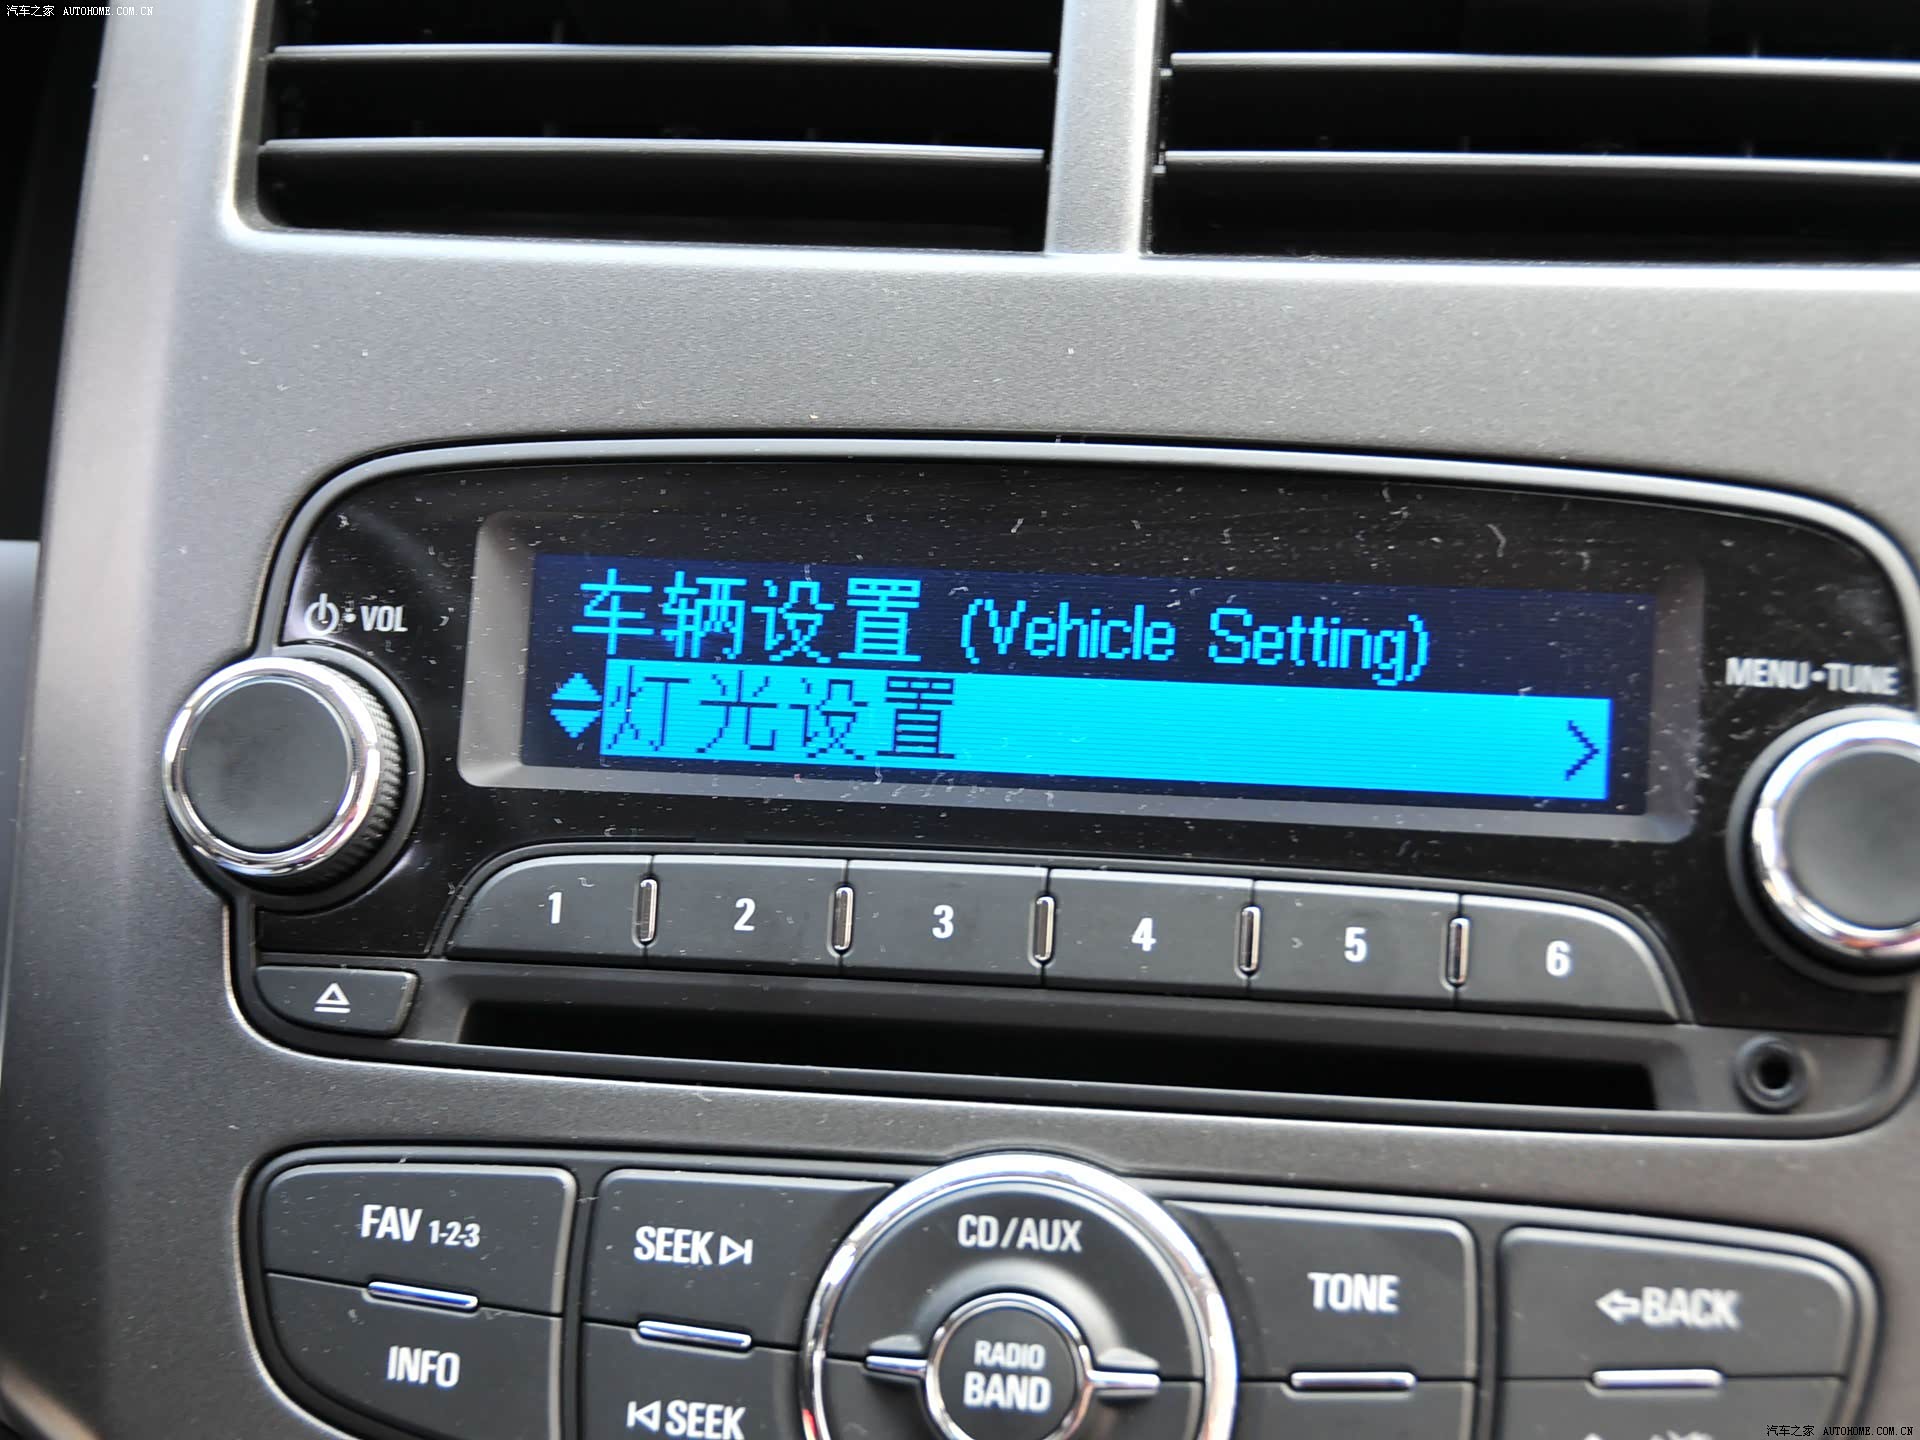 汽车之家 AUTOHOME.COM.CN
车辆设置 (Vehicle Setting)
灯光设置 >
VOL
MENU•TUNE
1
2
3
4
5
6
FAV 1-2-3
SEEK
CD/AUX
TONE
BACK
INFO
SEEK
RADIO
BAND
汽车之家 AUTOHOME.COM.CN